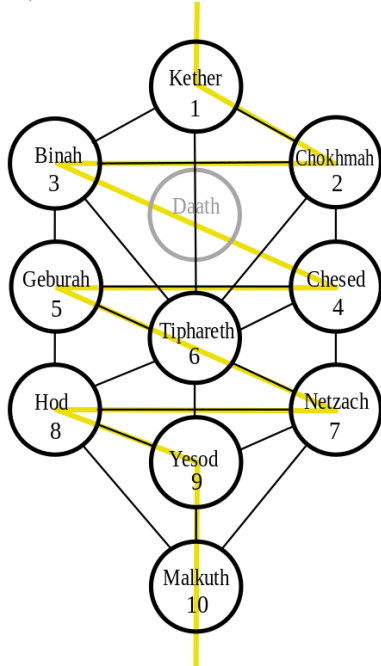 Kether
1
Binah
3
Chokhmah
2
Daath
Geburah
5
Chesed
4
Tiphareth
6
Hod
8
Netzach
7
Yesod
9
Malkuth
10